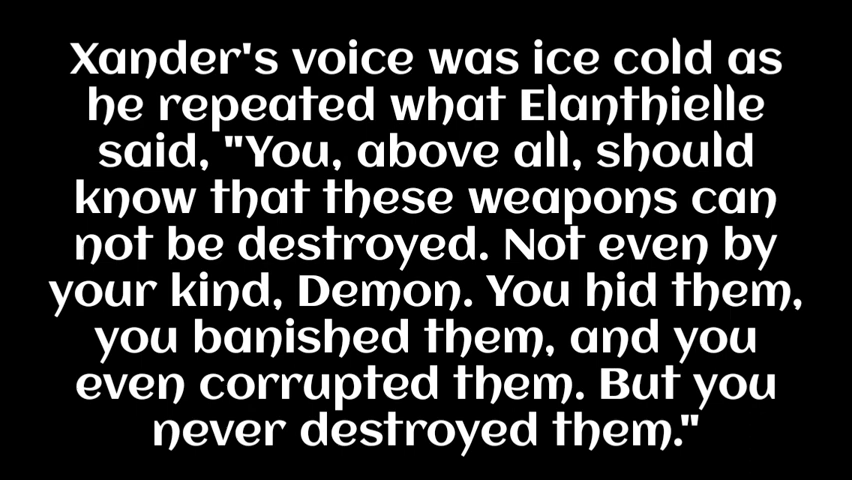 Xander's voice was ice cold as
he repeated what Elanthielle
said, "You, above all, should
know that these weapons can
not be destroyed. Not even by
your kind, Demon. You hid them,
you banished them, and you
even corrupted them. But you
never destroyed them."